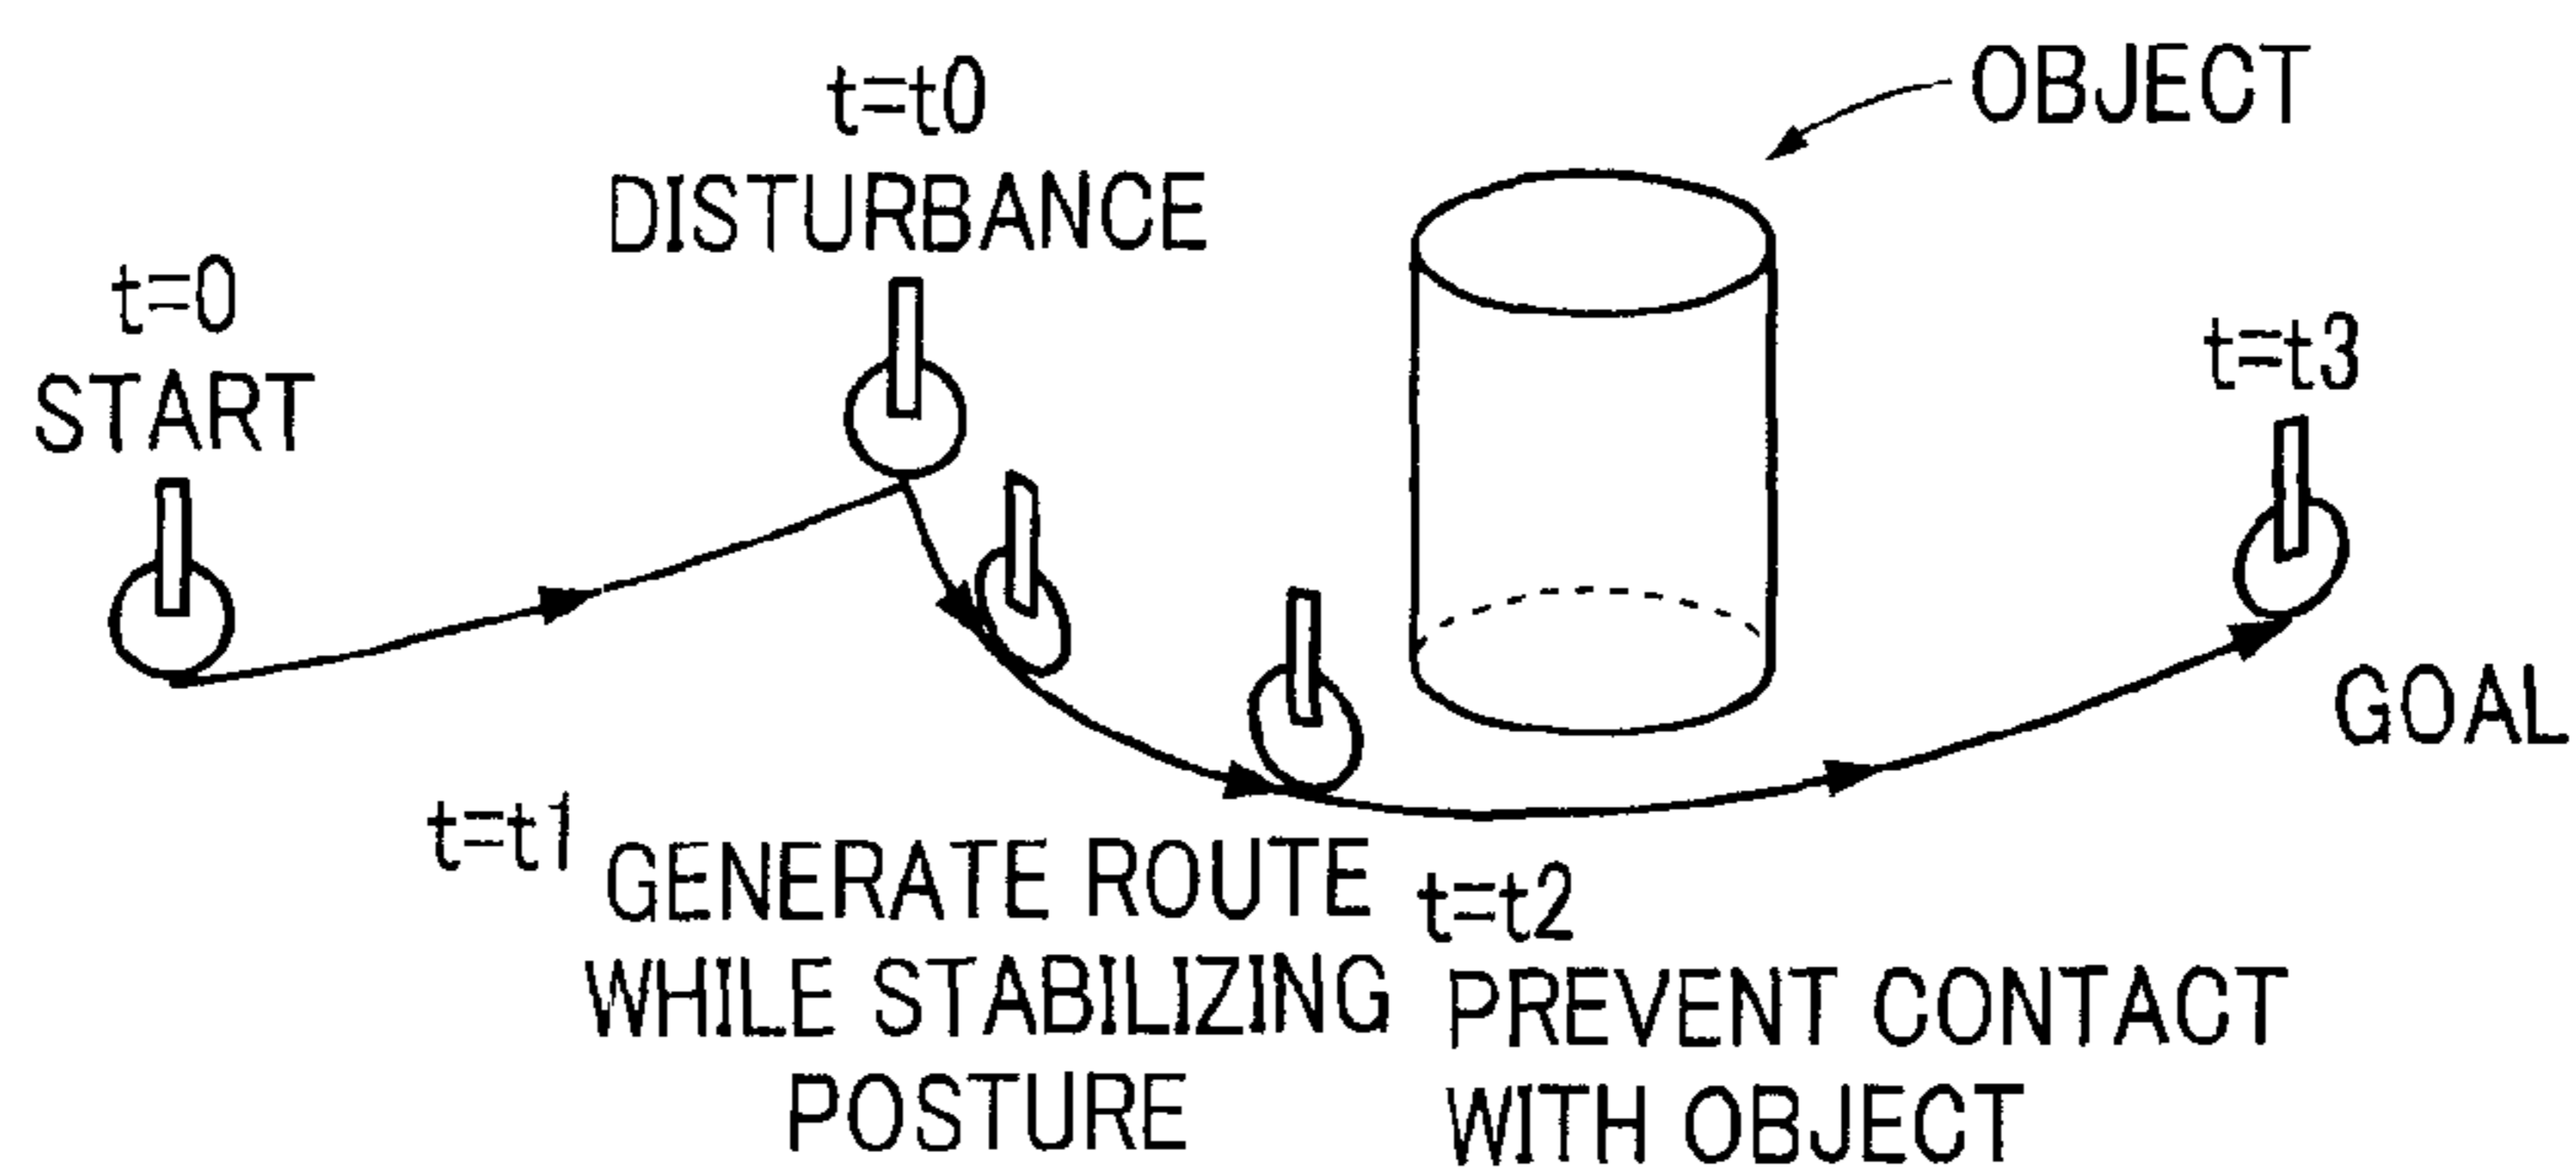 t=0
START
t=t0
DISTURBANCE
OBJECT
t=t3
GOAL
t=t1
GENERATE ROUTE
WHILE STABILIZING
POSTURE
t=t2
PREVENT CONTACT
WITH OBJECT